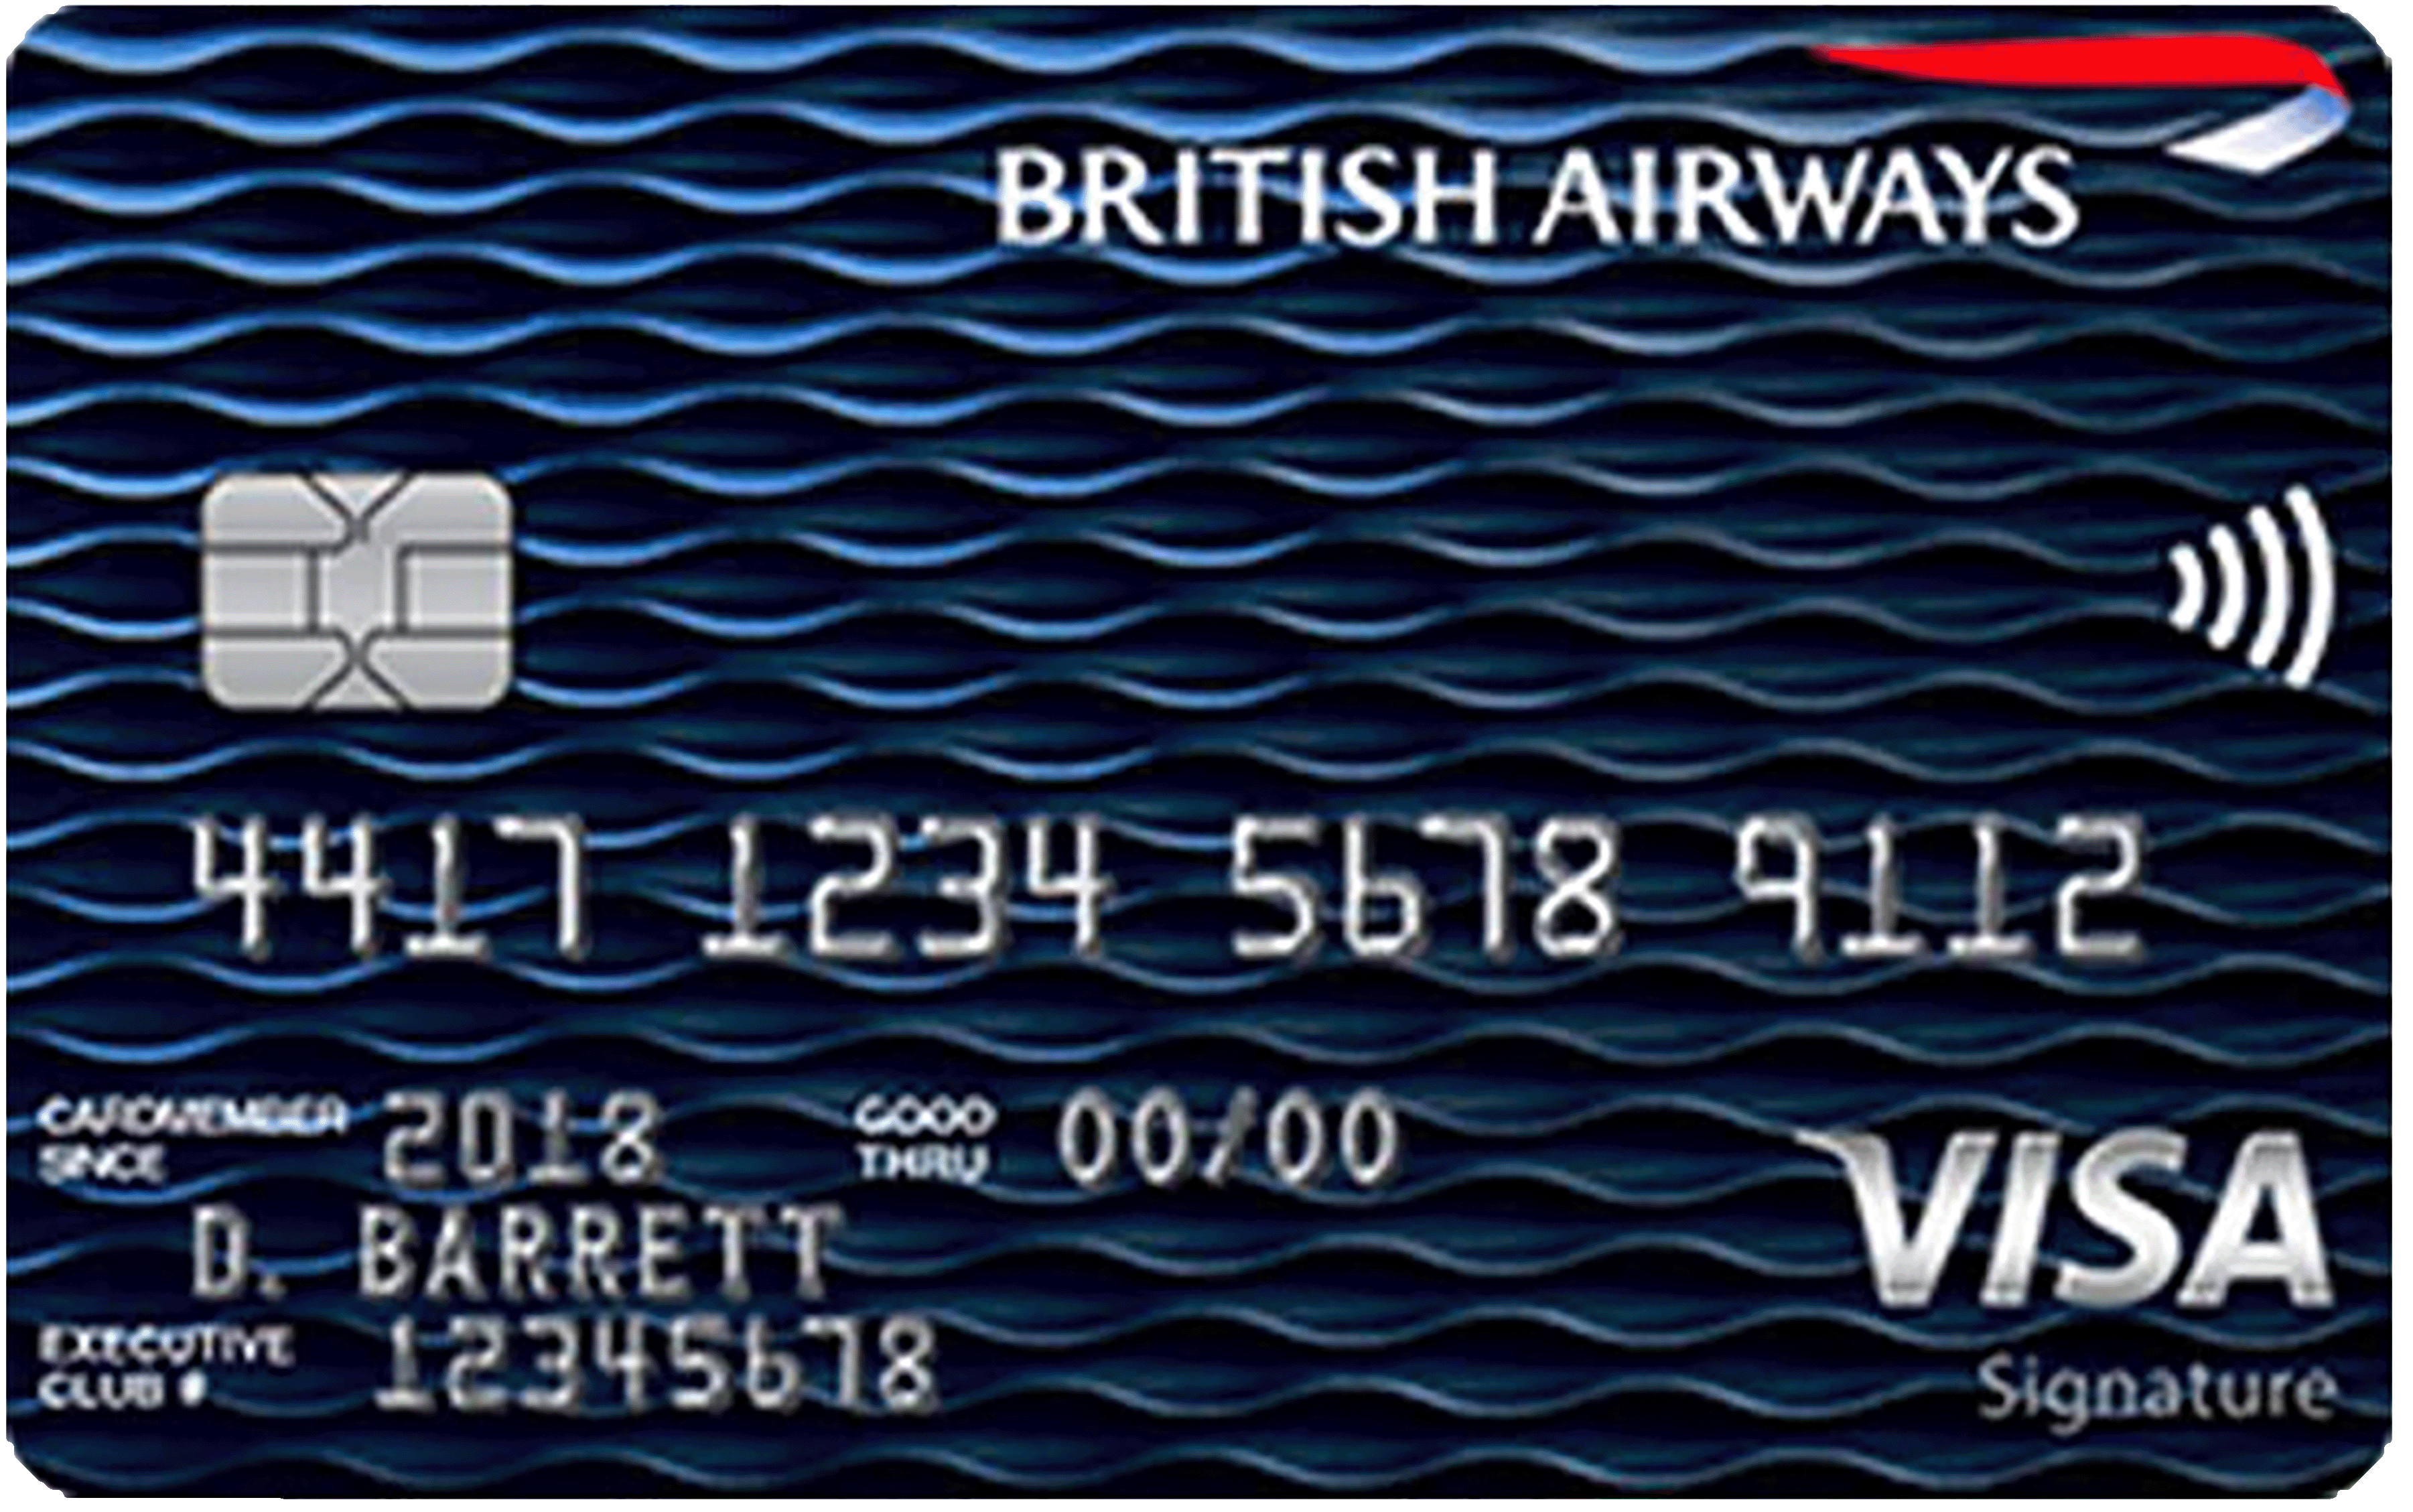 BRITISH AIRWAYS
4417 1234 5678 9112
CARDMEMBER SINCE 2018 GOOD THRU 00/00
D. BARRETT
EXECUTIVE CLUB # 12345678
VISA
Signature